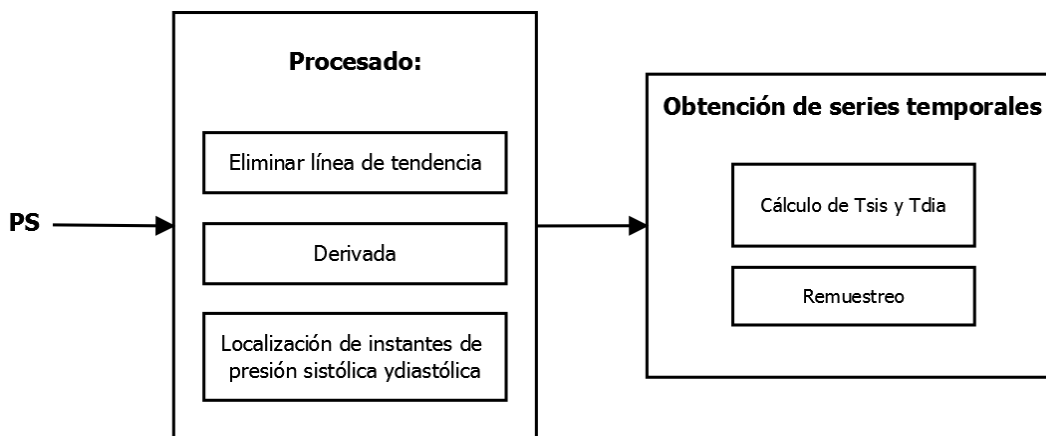 PS
Procesado:
Eliminar línea de tendencia
Derivada
Localización de instantes de
presión sistólica ydiastólica
Obtención de series temporales
Cálculo de Tsis y Tdia
Remuestreo